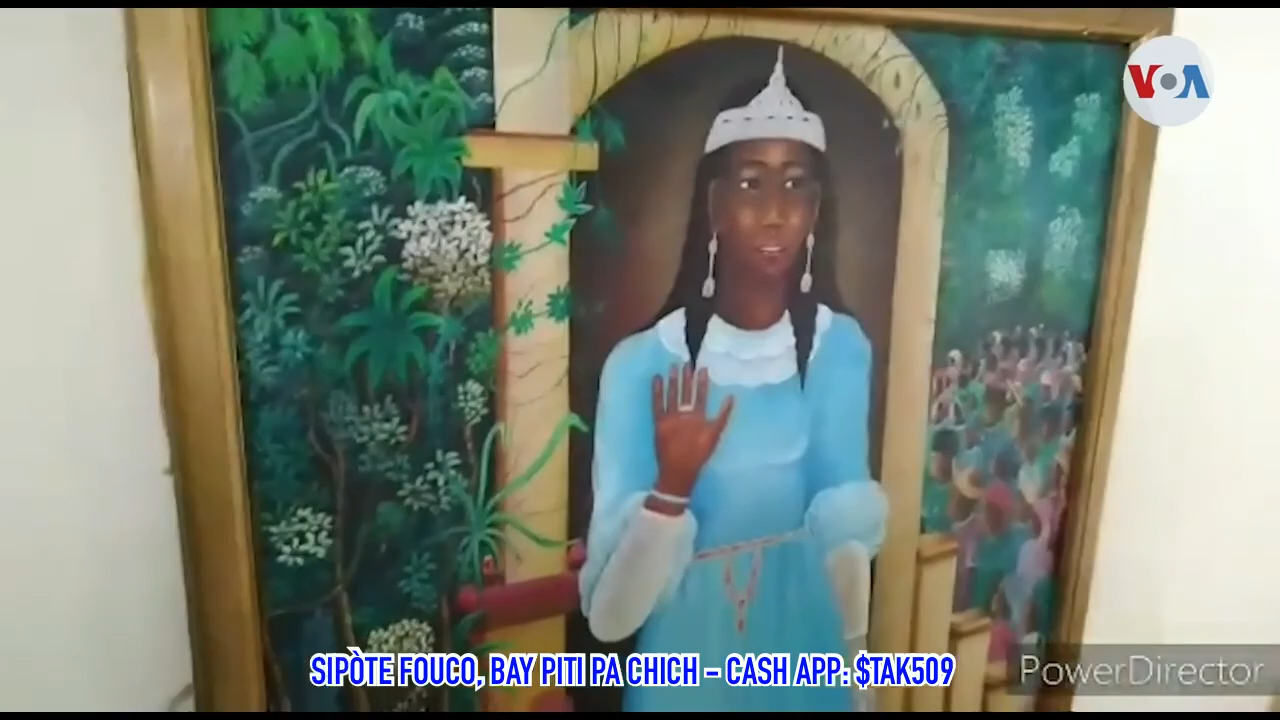 VOA
SIPÒTE FOUCO, BAY PITI PA CHICH – CASH APP: $TAK509
PowerDirector